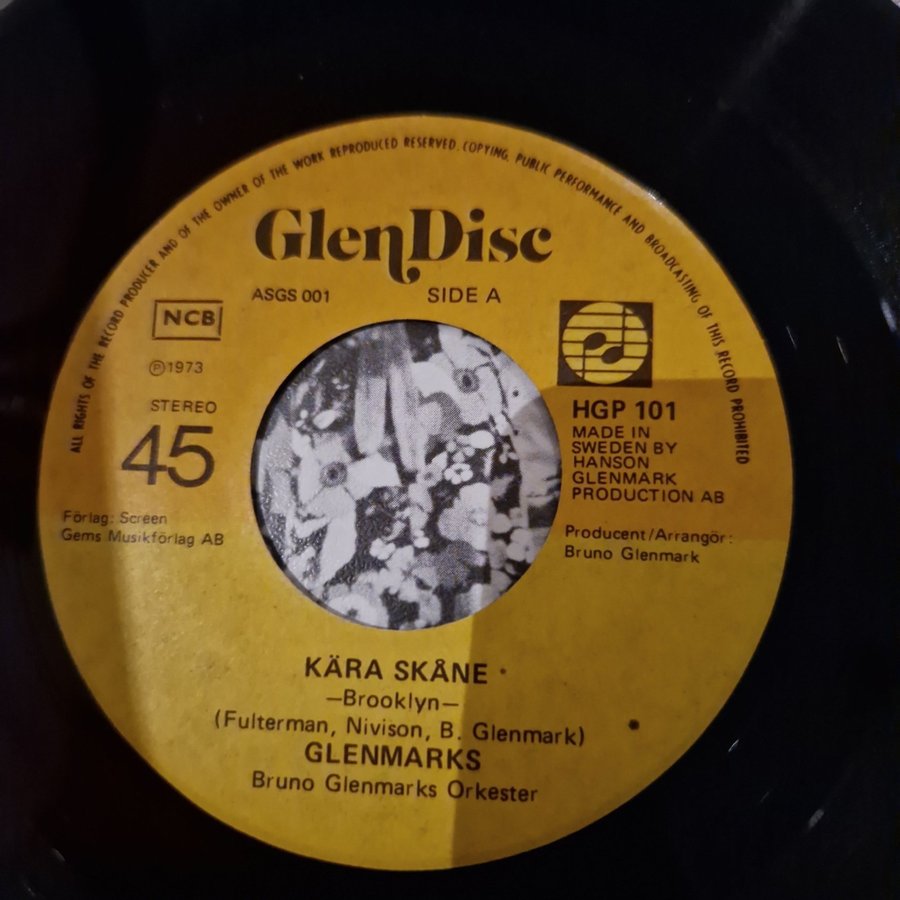 ALL RIGHTS OF THE RECORD PRODUCER AND OF THE OWNER OF THE WORK REPRODUCED RESERVED. COPYING, PUBLIC PERFORMANCE AND BROADCASTING OF THIS RECORD PROHIBITED
GlenDisc
ASGS 001 SIDE A
NCB
Ⓟ1973
STEREO
45
Förlag: Screen
Gems Musikförlag AB
HGP 101
MADE IN
SWEDEN BY
HANSON
GLENMARK
PRODUCTION AB
Producent/Arrangör:
Bruno Glenmark
KÄRA SKÅNE
—Brooklyn—
(Fulterman, Nivison, B. Glenmark)
GLENMARKS
Bruno Glenmarks Orkester